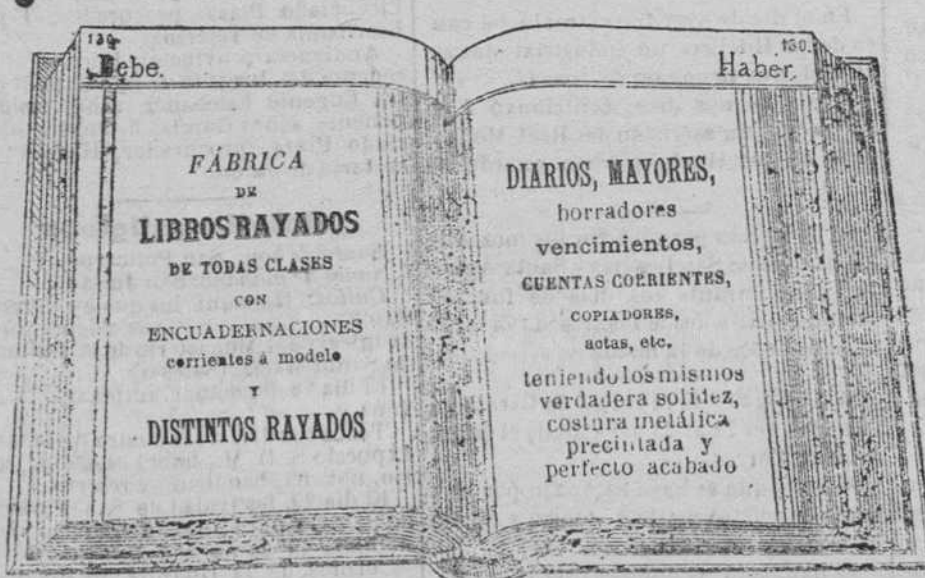 130
Debe.
FÁBRICA
DE
LIBROS RAYADOS
DE TODAS CLASES
CON
ENCUADERNACIONES
corrientes á modelo
Y
DISTINTOS RAYADOS
130.
Haber.
DIARIOS, MAYORES,
borradores
vencimientos,
CUENTAS CORRIENTES,
COPIADORES,
actas, etc.
teniendo los mismos
verdadera solidez,
costura metálica
precintada y
perfecto acabado